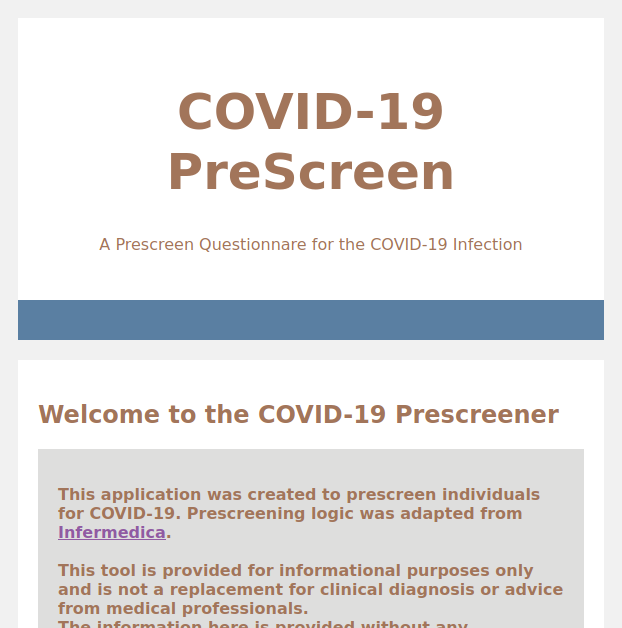 COVID-19
PreScreen
A Prescreen Questionnare for the COVID-19 Infection
Welcome to the COVID-19 Prescreener
This application was created to prescreen individuals
for COVID-19. Prescreening logic was adapted from
Infermedica.
This tool is provided for informational purposes only
and is not a replacement for clinical diagnosis or advice
from medical professionals.
The information here is provided without any